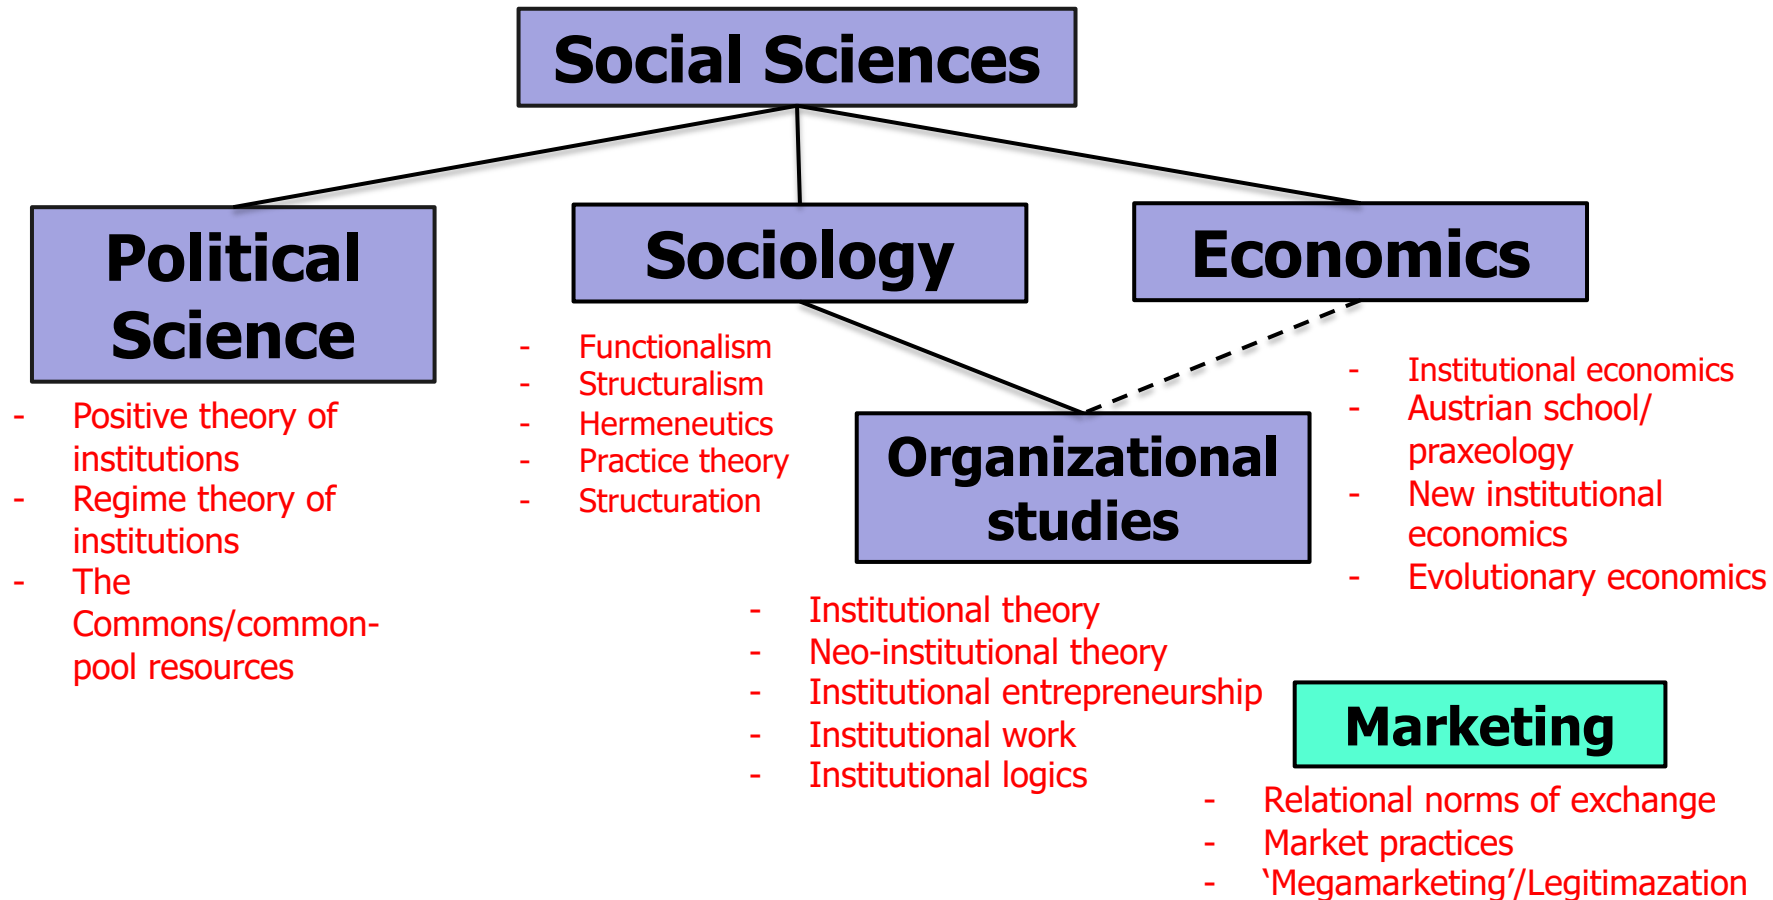 Social Sciences
Political
Science
- Positive theory of
institutions
- Regime theory of
institutions
- The
Commons/common-
pool resources
Sociology
- Functionalism
- Structuralism
- Hermeneutics
- Practice theory
- Structuration
Economics
- Institutional economics
- Austrian school/
praxeology
- New institutional
economics
- Evolutionary economics
Organizational
studies
- Institutional theory
- Neo-institutional theory
- Institutional entrepreneurship
- Institutional work
- Institutional logics
Marketing
- Relational norms of exchange
- Market practices
- ‘Megamarketing’/Legitimazation